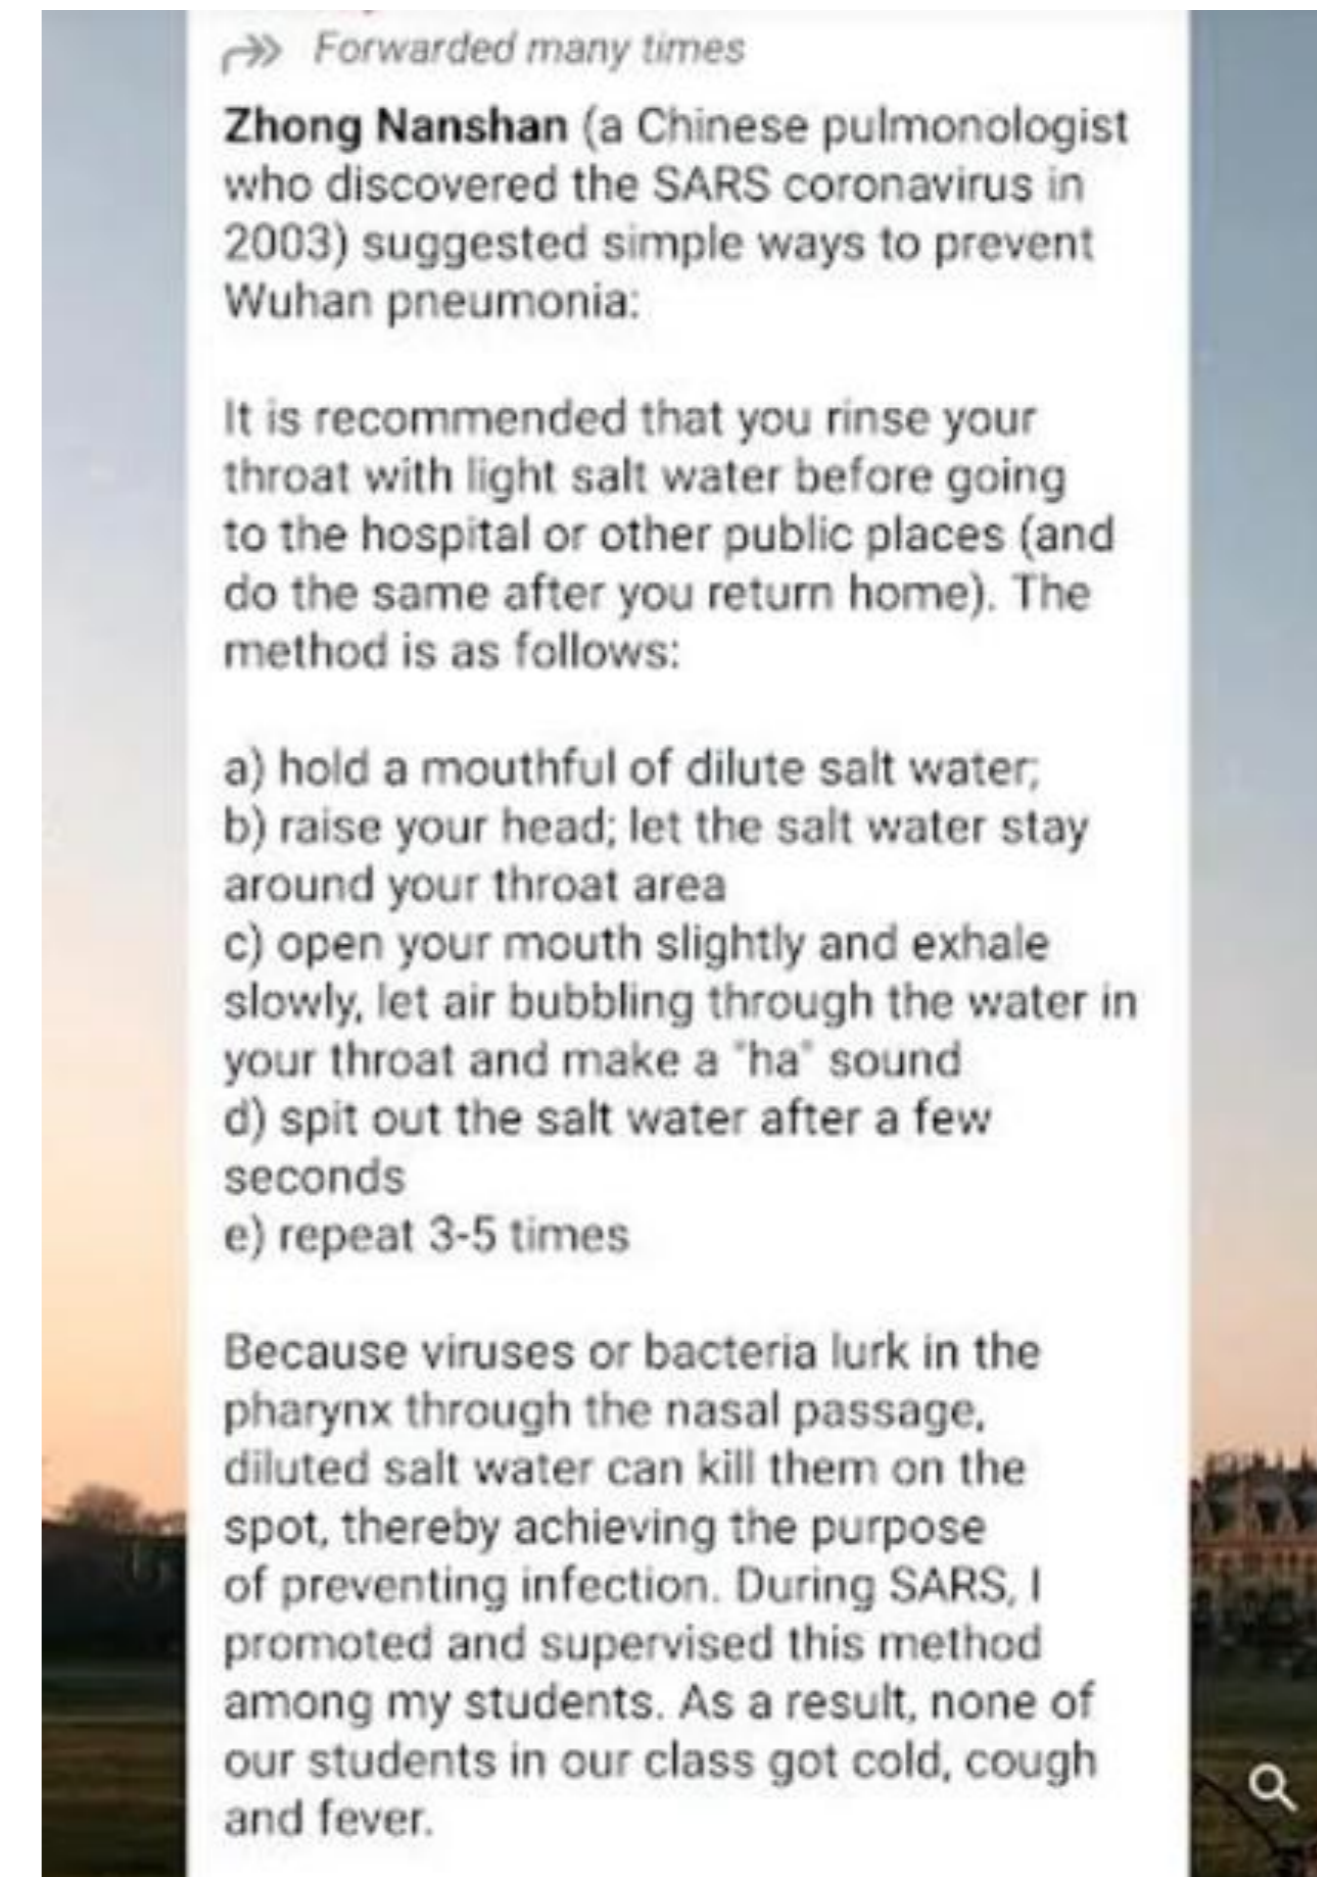 Forwarded many times
Zhong Nanshan (a Chinese pulmonologist
who discovered the SARS coronavirus in
2003) suggested simple ways to prevent
Wuhan pneumonia:
It is recommended that you rinse your
throat with light salt water before going
to the hospital or other public places (and
do the same after you return home). The
method is as follows:
a) hold a mouthful of dilute salt water;
b) raise your head; let the salt water stay
around your throat area
c) open your mouth slightly and exhale
slowly, let air bubbling through the water in
your throat and make a "ha" sound
d) spit out the salt water after a few
seconds
e) repeat 3-5 times
Because viruses or bacteria lurk in the
pharynx through the nasal passage,
diluted salt water can kill them on the
spot, thereby achieving the purpose
of preventing infection. During SARS, I
promoted and supervised this method
among my students. As a result, none of
our students in our class got cold, cough
and fever.